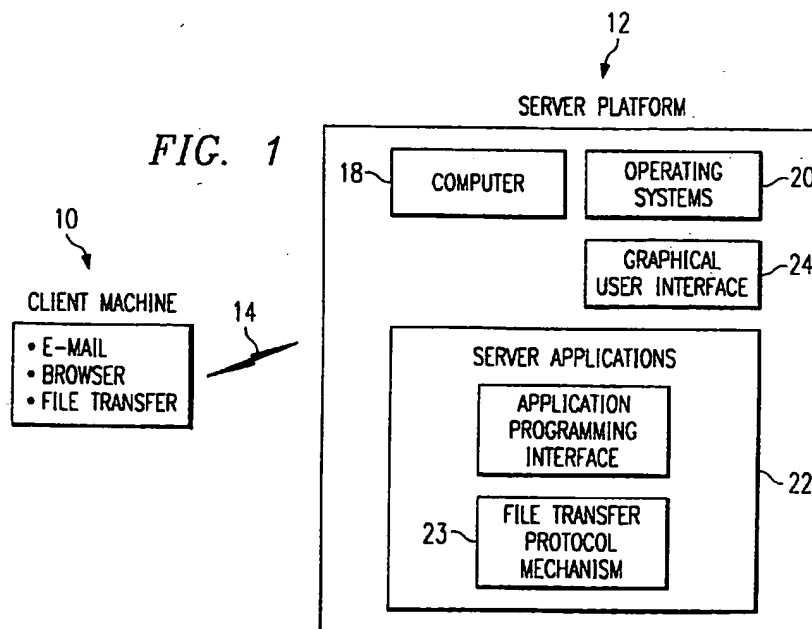 12
SERVER PLATFORM
FIG. 1
18
COMPUTER
OPERATING
SYSTEMS
20
10
GRAPHICAL
USER INTERFACE
24
CLIENT MACHINE
14
• E-MAIL
• BROWSER
• FILE TRANSFER
SERVER APPLICATIONS
APPLICATION
PROGRAMMING
INTERFACE
22
23
FILE TRANSFER
PROTOCOL
MECHANISM